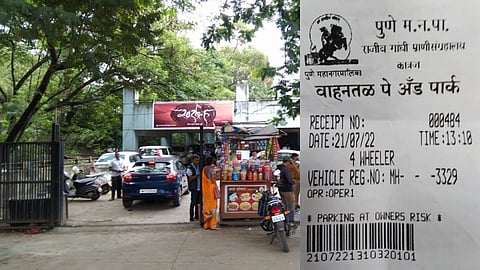 पुणे म.न.पा.
राजीव गांधी प्राणीसंग्रहालय
कात्रज
पुणे महानगरपालिका
वाहनतळ पे अँड पार्क
RECEIPT NO: 000484
DATE:21/07/22 TIME:13:10
4 WHEELER
VEHICLE REG.NO: MH- - -3329
OPR:OPER1
* PARKING AT OWNERS RISK *
2107221310320101